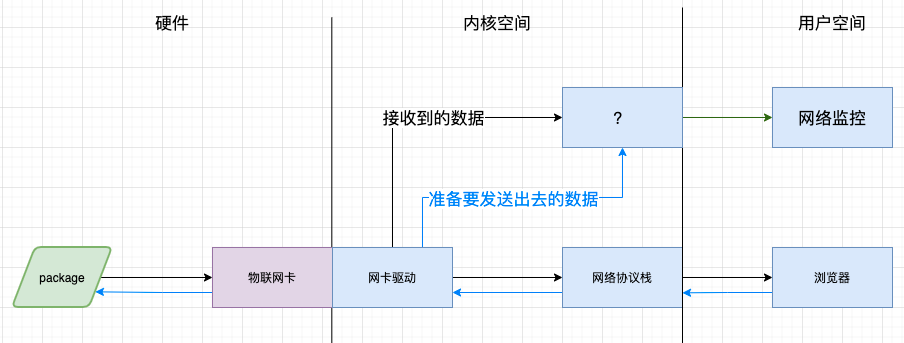 硬件
内核空间
用户空间
接收到的数据
?
网络监控
准备要发送出去的数据
package
物联网卡
网卡驱动
网络协议栈
浏览器